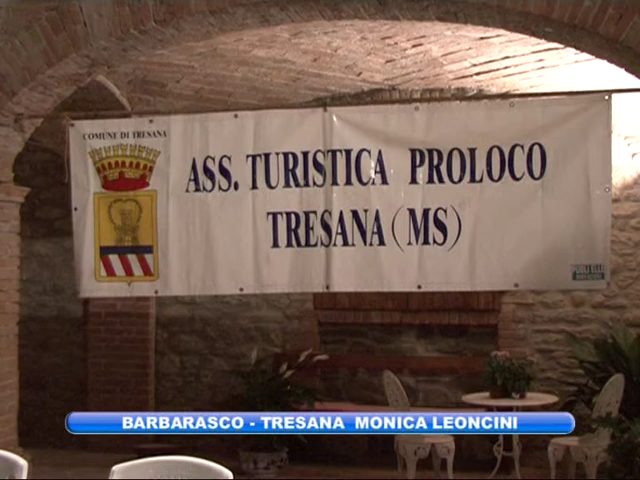 COMUNE DI TRESANA
ASS. TURISTICA PROLOCO
TRESANA (MS)
BARBARASCO - TRESANA MONICA LEONCINI